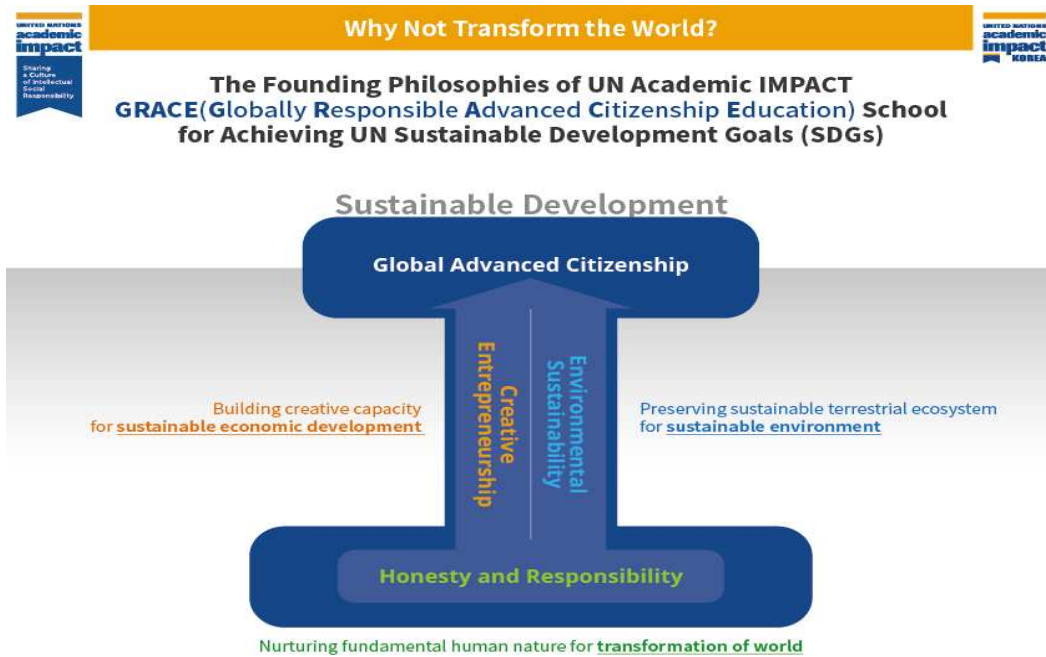 UNITED NATIONS
academic
impact
Sharing
a Culture
of Intellectual
Social
Responsibility
Why Not Transform the World?
UNITED NATIONS
academic
impact
KOREA
The Founding Philosophies of UN Academic IMPACT
GRACE(Globally Responsible Advanced Citizenship Education) School
for Achieving UN Sustainable Development Goals (SDGs)
Sustainable Development
Global Advanced Citizenship
Creative
Entrepreneurship
Environmental
Sustainability
Building creative capacity
for sustainable economic development
Preserving sustainable terrestrial ecosystem
for sustainable environment
Honesty and Responsibility
Nurturing fundamental human nature for transformation of world